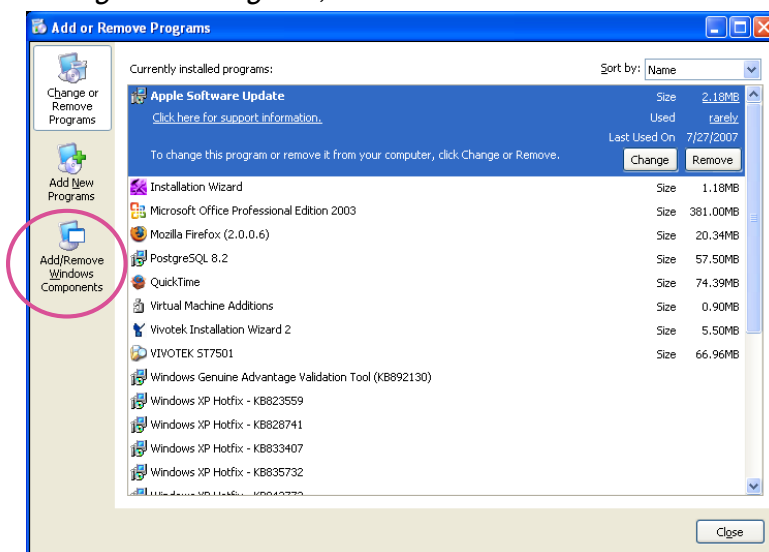 Add or Remove Programs
Change or
Remove
Programs
Add New
Programs
Add/Remove
Windows
Components
Currently installed programs:
Sort by: Name
Apple Software Update Size 2.18MB
Click here for support information. Used rarely
Last Used On 7/27/2007
To change this program or remove it from your computer, click Change or Remove. Change Remove
Installation Wizard Size 1.18MB
Microsoft Office Professional Edition 2003 Size 381.00MB
Mozilla Firefox (2.0.0.6) Size 20.34MB
PostgreSQL 8.2 Size 57.50MB
QuickTime Size 74.39MB
Virtual Machine Additions Size 0.90MB
Vivotek Installation Wizard 2 Size 5.50MB
VIVOTEK ST7501 Size 66.96MB
Windows Genuine Advantage Validation Tool (KB892130)
Windows XP Hotfix - KB823559
Windows XP Hotfix - KB828741
Windows XP Hotfix - KB833407
Windows XP Hotfix - KB835732
Close